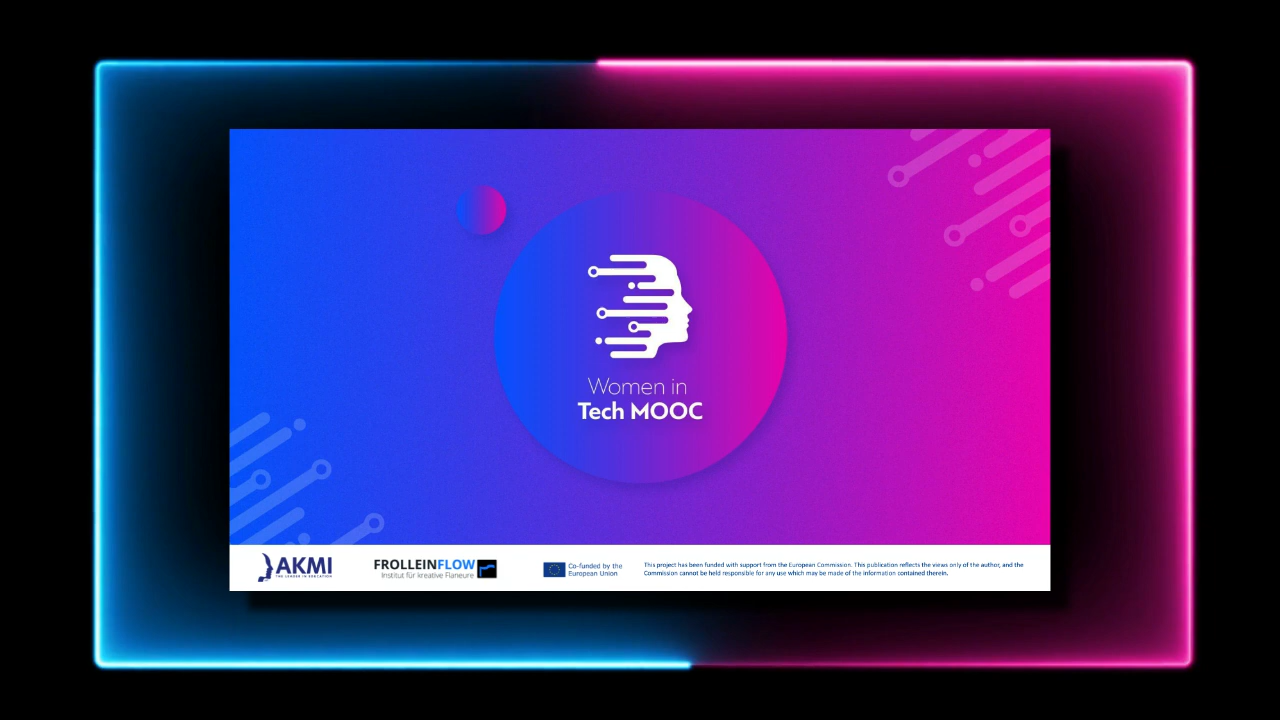 Women in
Tech MOOC
AKMI
THE LEADER IN EDUCATION
FROLLEINFLOW
Institut für kreative Flaneure
Co-funded by the
European Union
This project has been funded with support from the European Commission. This publication reflects the views only of the author, and the
Commission cannot be held responsible for any use which may be made of the information contained therein.